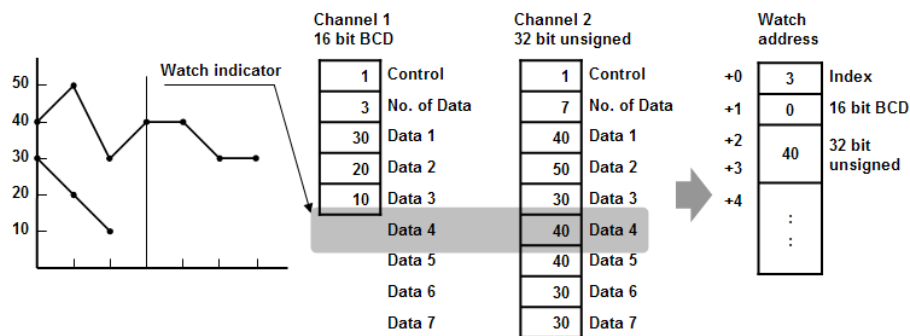 Channel 1
16 bit BCD
Channel 2
32 bit unsigned
Watch
address
Watch indicator
50
40
30
20
10
1 Control
3 No. of Data
30 Data 1
20 Data 2
10 Data 3
Data 4
Data 5
Data 6
Data 7
1 Control
7 No. of Data
40 Data 1
50 Data 2
30 Data 3
40 Data 4
40 Data 5
30 Data 6
30 Data 7
+0 3 Index
+1 0 16 bit BCD
+2
+3 40 32 bit
unsigned
+4
:
: